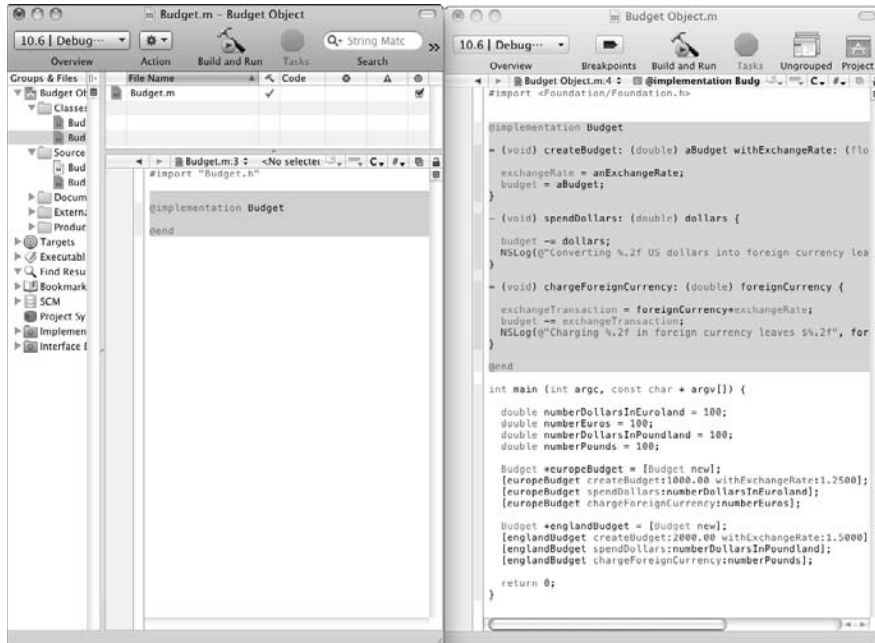 Budget.m – Budget Object
10.6 | Debug···
Overview
Action
Build and Run
Tasks
String Matc
Search
Groups & Files
Budget Ob
Classes
Bud
Bud
Source
Bud
Bud
Docum
Externa
Produc
Targets
Executabl
Find Resu
Bookmark
SCM
Project Sy
Implemen
Interface B
File Name
Code
Budget.m
Budget.m:3
<No selectec
C
#
#import "Budget.h"
@implementation Budget
@end
Budget Object.m
10.6 | Debug···
Overview
Breakpoints
Build and Run
Tasks
Ungrouped
Project
Budget Object.m:4
@implementation Budg
C
#
#import <Foundation/Foundation.h>
@implementation Budget
- (void) createBudget: (double) aBudget withExchangeRate: (flo
exchangeRate = anExchangeRate;
budget = aBudget;
}
- (void) spendDollars: (double) dollars {
budget -= dollars;
NSLog(@"Converting %.2f US dollars into foreign currency lea
}
- (void) chargeForeignCurrency: (double) foreignCurrency {
exchangeTransaction = foreignCurrency*exchangeRate;
budget -= exchangeTransaction;
NSLog(@"Charging %.2f in foreign currency leaves $%.2f", for
}
@end
int main (int argc, const char * argv[]) {
double numberDollarsInEuroland = 100;
double numberEuros = 100;
double numberDollarsInPoundland = 100;
double numberPounds = 100;
Budget *europeBudget = [Budget new];
[europeBudget createBudget:1000.00 withExchangeRate:1.2500];
[europeBudget spendDollars:numberDollarsInEuroland];
[europeBudget chargeForeignCurrency:numberEuros];
Budget *englandBudget = [Budget new];
[englandBudget createBudget:2000.00 withExchangeRate:1.5000]
[englandBudget spendDollars:numberDollarsInPoundland];
[englandBudget chargeForeignCurrency:numberPounds];
return 0;
}